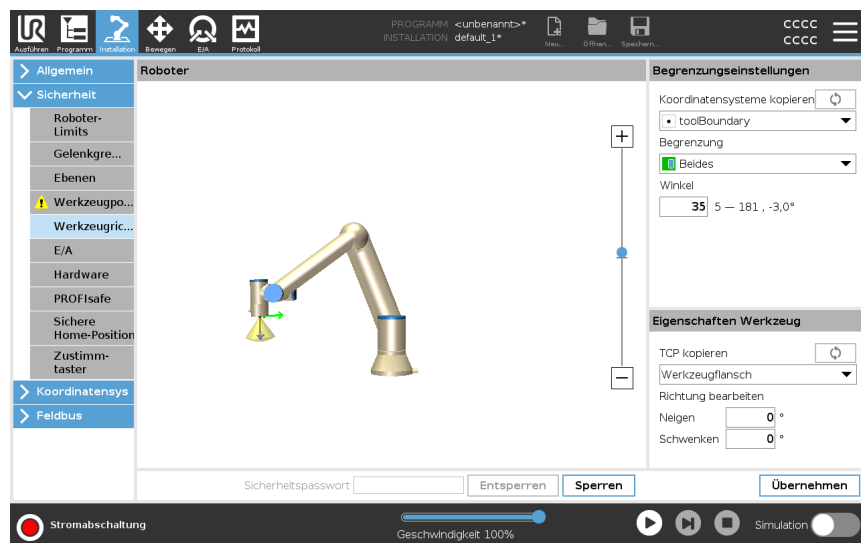 PROGRAMM <unbenannt>*
INSTALLATION default_1*
UR
Ausführen Programm Installation Bewegen E/A Protokoll
Neu... Öffnen... Speichern...
CCCC
CCCC
Allgemein
Sicherheit
Roboter-
Limits
Gelenkgre...
Ebenen
Werkzeugpo...
Werkzeugric...
E/A
Hardware
PROFIsafe
Sichere
Home-Position
Zustimm-
taster
Koordinatensys
Feldbus
Roboter
Begrenzungseinstellungen
Koordinatensysteme kopieren
toolBoundary
Begrenzung
Beides
Winkel
35 5 — 181 , -3,0°
Eigenschaften Werkzeug
TCP kopieren
Werkzeugflansch
Richtung bearbeiten
Neigen 0 °
Schwenken 0 °
Sicherheitspasswort Entsperren Sperren Übernehmen
Stromabschaltung
Geschwindigkeit 100%
Simulation